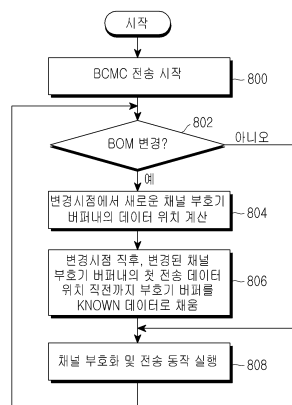 시작
BCMC 전송 시작
800
802
BOM 변경?
아니오
예
변경시점에서 새로운 채널 부호기
버퍼내의 데이터 위치 계산
804
변경시점 직후, 변경된 채널
부호기 버퍼내의 첫 전송 데이터
위치 직전까지 부호기 버퍼를
KNOWN 데이터로 채움
806
채널 부호화 및 전송 동작 실행
808